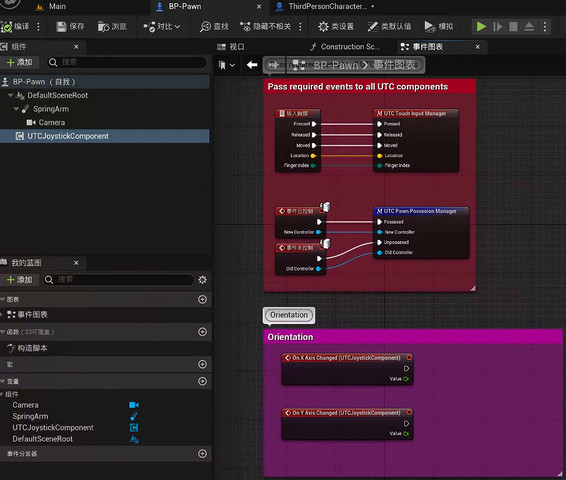 Main
BP-Pawn
×
ThirdPersonCharacter..
编译
保存
浏览
对比
查找
隐藏不相关
类设置
类默认值
模拟
组件
×
视口
Construction Sc...
事件图表
×
+ 添加
搜索
BP-Pawn > 事件图表
BP-Pawn （自我）
DefaultSceneRoot
SpringArm
Camera
UTCJoystickComponent
Pass required events to all UTC components
输入触摸
Pressed
Released
Moved
Location
Finger Index
UTC Touch Input Manager
Pressed
Released
Moved
Location
Finger Index
事件已控制
New Controller
事件未控制
Old Controller
UTC Pawn Possesion Manager
Possesed
New Controller
Unpossesed
Old Controller
我的蓝图
×
+ 添加
搜索
图表
事件图表
函数（23可覆盖）
构造脚本
宏
变量
组件
Camera
SpringArm
UTCJoystickComponent
DefaultSceneRoot
事件分发器
Orientation
Orientation
On X Axis Changed (UTCJoystickComponent)
Value
On Y Axis Changed (UTCJoystickComponent)
Value